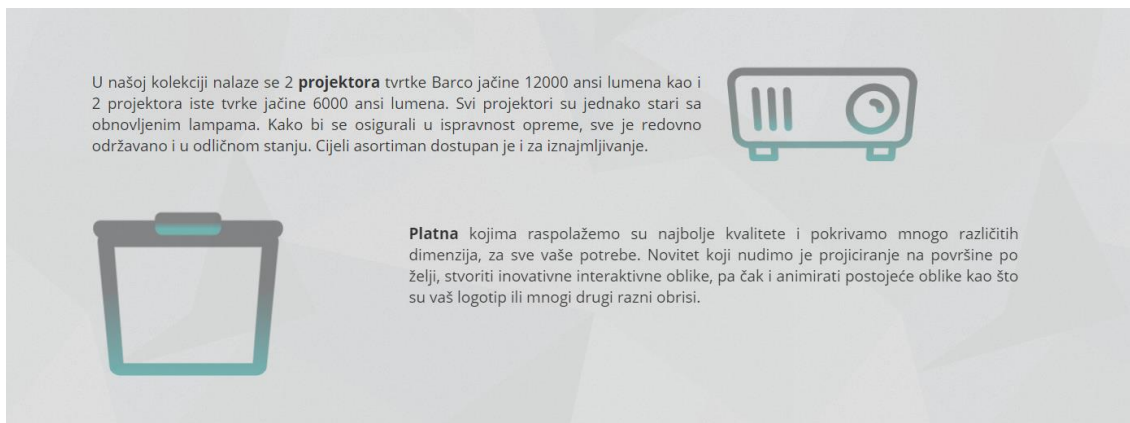 U našoj kolekciji nalaze se 2 projektora tvrtke Barco jačine 12000 ansi lumena kao i
2 projektora iste tvrke jačine 6000 ansi lumena. Svi projektori su jednako stari sa
obnovljenim lampama. Kako bi se osigurali u ispravnost opreme, sve je redovno
održavano i u odličnom stanju. Cijeli asortiman dostupan je i za iznajmljivanje.
Platna kojima raspolažemo su najbolje kvalitete i pokrivamo mnogo različitih
dimenzija, za sve vaše potrebe. Novitet koji nudimo je projiciranje na površine po
želji, stvoriti inovativne interaktivne oblike, pa čak i animirati postojeće oblike kao što
su vaš logotip ili mnogi drugi razni obrisi.